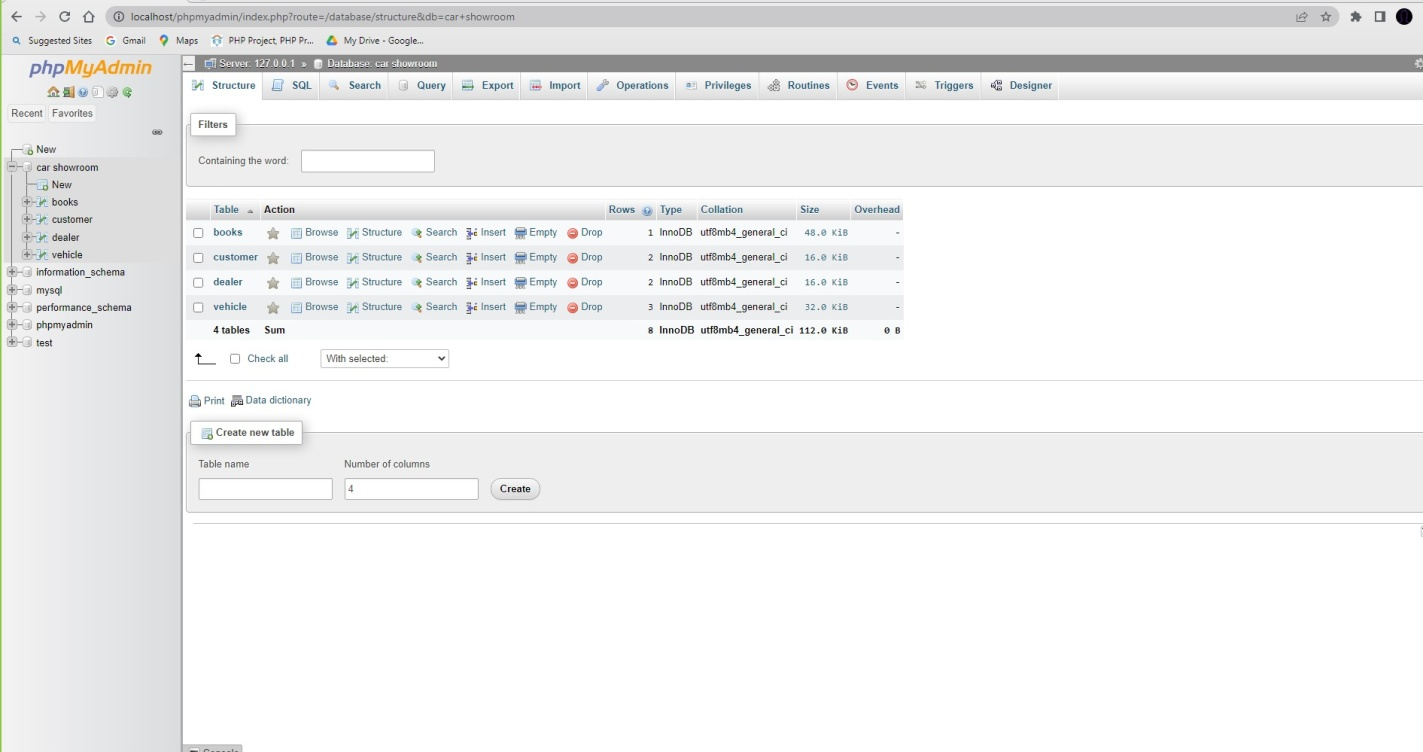 localhost/phpmyadmin/index.php?route=/database/structure&db=car+showroom
Suggested Sites Gmail Maps PHP Project, PHP Pr... My Drive - Google...
phpMyAdmin
Recent Favorites
New
car showroom
New
books
customer
dealer
vehicle
information_schema
mysql
performance_schema
phpmyadmin
test
Server: 127.0.0.1 » Database: car showroom
Structure SQL Search Query Export Import Operations Privileges Routines Events Triggers Designer
Filters
Containing the word:
Table Action Rows Type Collation Size Overhead
books Browse Structure Search Insert Empty Drop 1 InnoDB utf8mb4_general_ci 48.0 KiB -
customer Browse Structure Search Insert Empty Drop 2 InnoDB utf8mb4_general_ci 16.0 KiB -
dealer Browse Structure Search Insert Empty Drop 2 InnoDB utf8mb4_general_ci 16.0 KiB -
vehicle Browse Structure Search Insert Empty Drop 3 InnoDB utf8mb4_general_ci 32.0 KiB -
4 tables Sum 8 InnoDB utf8mb4_general_ci 112.0 KiB 0 B
Check all With selected:
Print Data dictionary
Create new table
Table name Number of columns
4 Create
Console